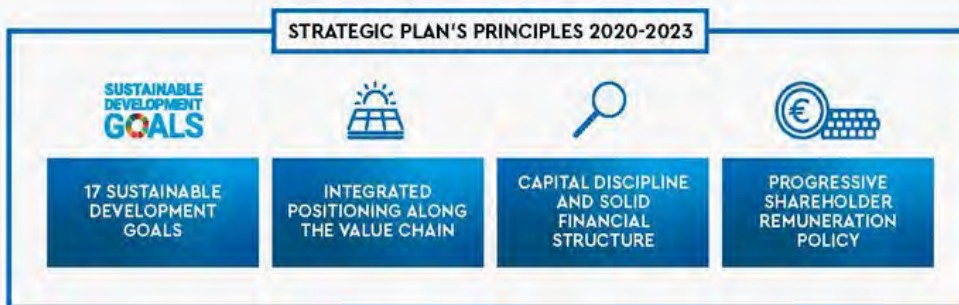 STRATEGIC PLAN'S PRINCIPLES 2020-2023
SUSTAINABLE
DEVELOPMENT
GOALS
17 SUSTAINABLE
DEVELOPMENT
GOALS
INTEGRATED
POSITIONING ALONG
THE VALUE CHAIN
CAPITAL DISCIPLINE
AND SOLID
FINANCIAL
STRUCTURE
€
PROGRESSIVE
SHAREHOLDER
REMUNERATION
POLICY